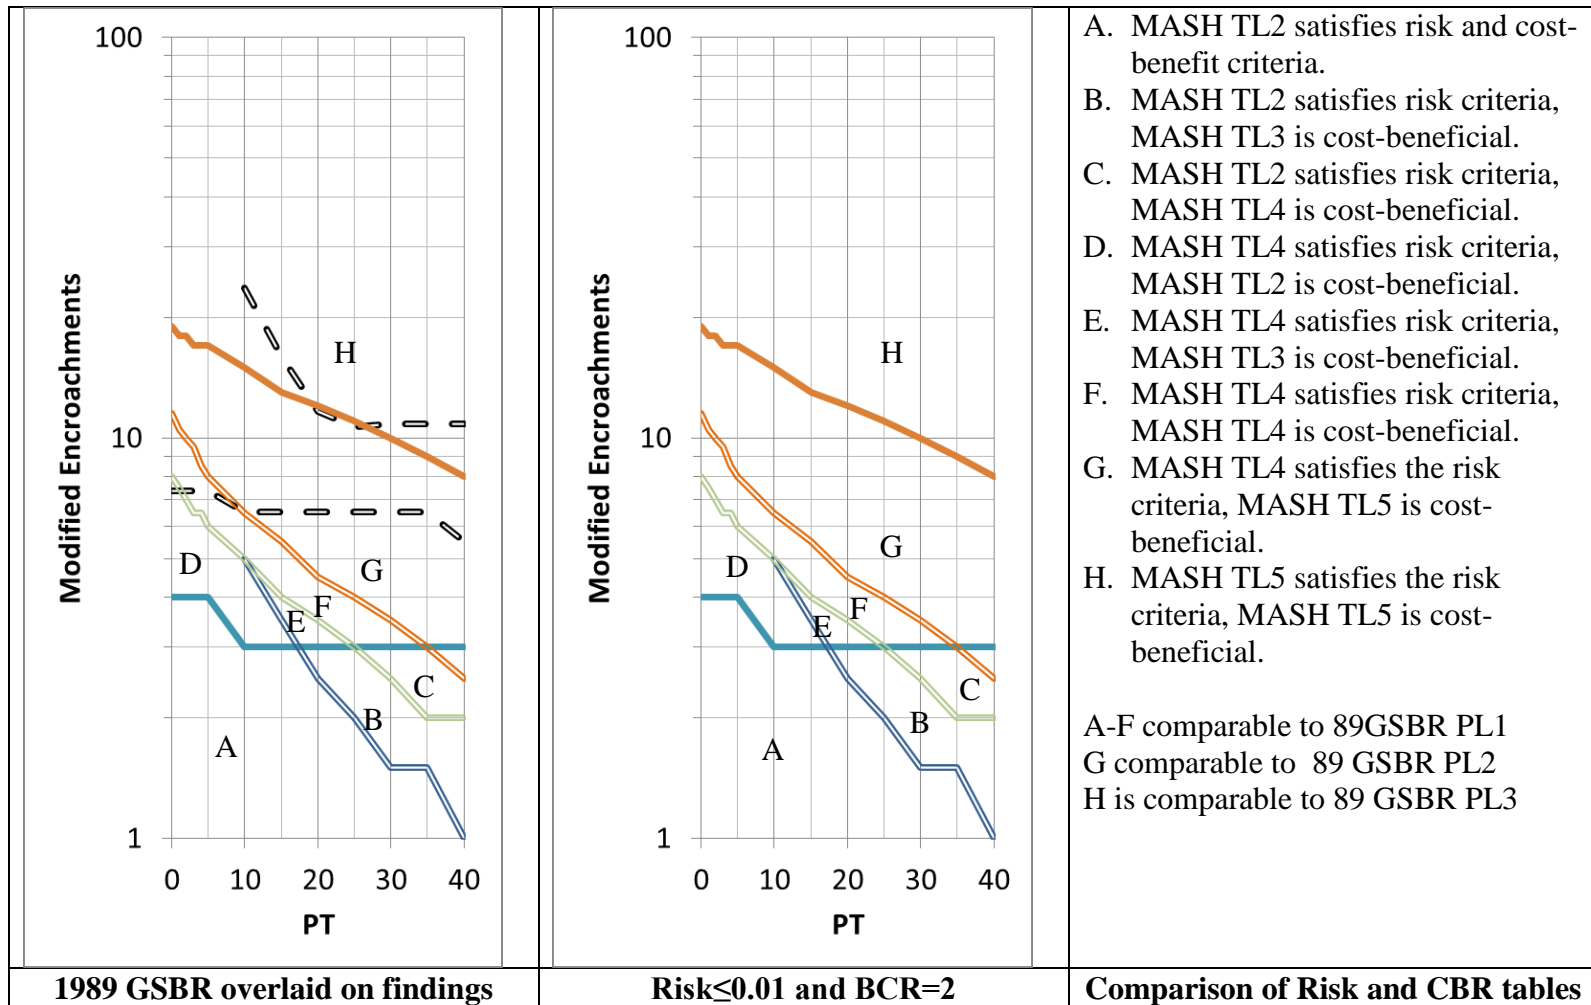 100
10
1
Modified Encroachments
H
D
G
F
E
C
B
A
0 10 20 30 40
PT
1989 GSBR overlaid on findings
100
10
1
Modified Encroachments
H
G
D
F
E
C
B
A
0 10 20 30 40
PT
Risk≤0.01 and BCR=2
A. MASH TL2 satisfies risk and cost-
benefit criteria.
B. MASH TL2 satisfies risk criteria,
MASH TL3 is cost-beneficial.
C. MASH TL2 satisfies risk criteria,
MASH TL4 is cost-beneficial.
D. MASH TL4 satisfies risk criteria,
MASH TL2 is cost-beneficial.
E. MASH TL4 satisfies risk criteria,
MASH TL3 is cost-beneficial.
F. MASH TL4 satisfies risk criteria,
MASH TL4 is cost-beneficial.
G. MASH TL4 satisfies the risk
criteria, MASH TL5 is cost-
beneficial.
H. MASH TL5 satisfies the risk
criteria, MASH TL5 is cost-
beneficial.
A-F comparable to 89GSBR PL1
G comparable to 89 GSBR PL2
H is comparable to 89 GSBR PL3
Comparison of Risk and CBR tables